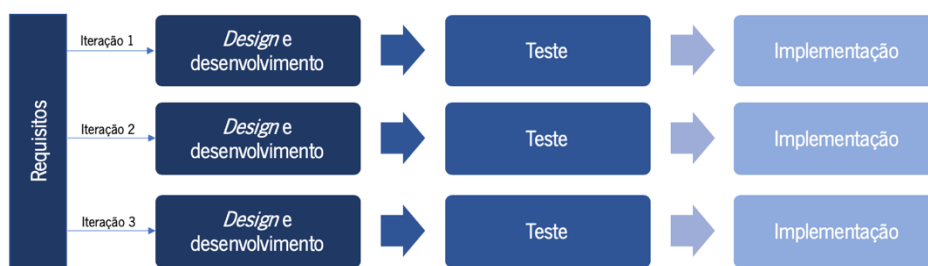 Requisitos
Iteração 1
Design e
desenvolvimento
Teste
Implementação
Iteração 2
Design e
desenvolvimento
Teste
Implementação
Iteração 3
Design e
desenvolvimento
Teste
Implementação